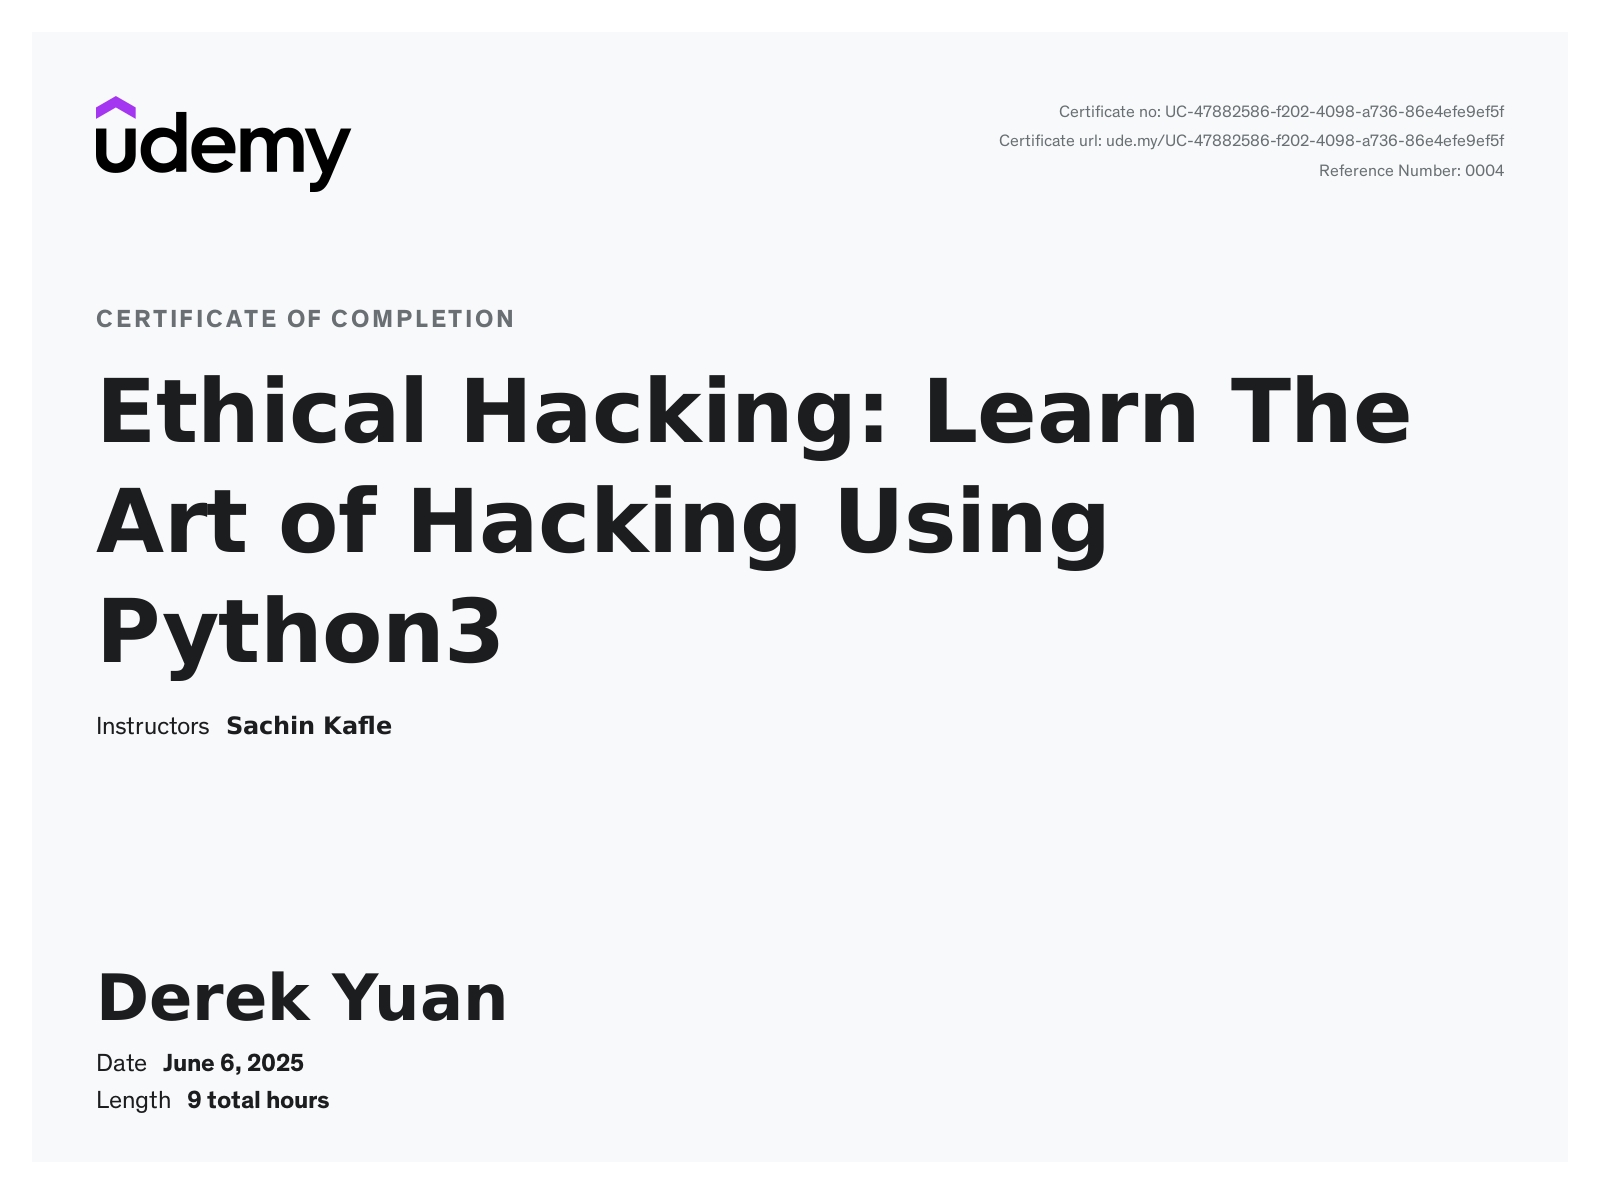 udemy
Certificate no: UC-47882586-f202-4098-a736-86e4efe9ef5f
Certificate url: ude.my/UC-47882586-f202-4098-a736-86e4efe9ef5f
Reference Number: 0004
CERTIFICATE OF COMPLETION
Ethical Hacking: Learn The
Art of Hacking Using
Python3
Instructors Sachin Kafle
Derek Yuan
Date June 6, 2025
Length 9 total hours